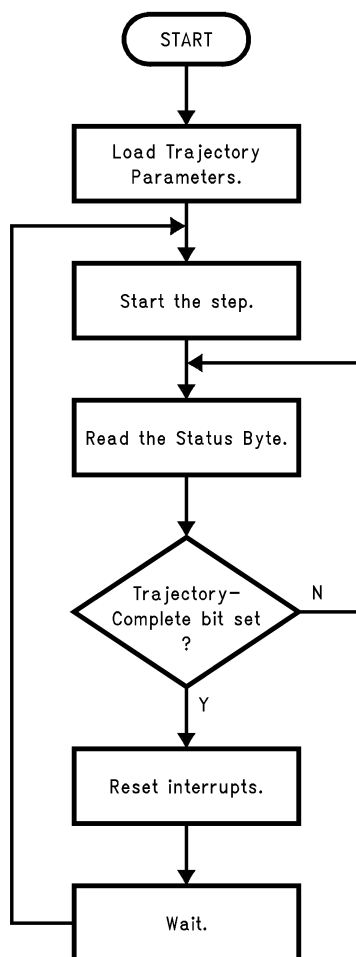 START
Load Trajectory
Parameters.
Start the step.
Read the Status Byte.
Trajectory-
Complete bit set
?
N
Y
Reset interrupts.
Wait.